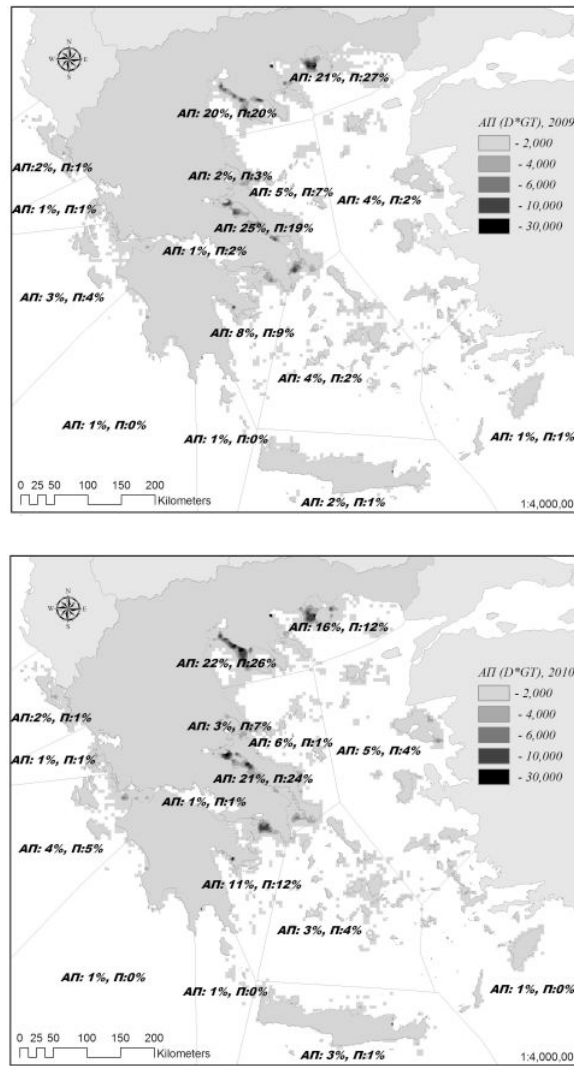 N
W E
S
ΑΠ: 21%, Π:27%
ΑΠ: 20%, Π:20%
ΑΠ (D*GT), 2009
- 2,000
- 4,000
- 6,000
- 10,000
- 30,000
ΑΠ:2%, Π:1%
ΑΠ: 2%, Π:3%
ΑΠ: 5%, Π:7%
ΑΠ: 4%, Π:2%
ΑΠ: 1%, Π:1%
ΑΠ: 25%, Π:19%
ΑΠ: 1%, Π:2%
ΑΠ: 3%, Π:4%
ΑΠ: 8%, Π:9%
ΑΠ: 4%, Π:2%
ΑΠ: 1%, Π:0%
ΑΠ: 1%, Π:0%
ΑΠ: 1%, Π:1%
0 25 50 100 150 200
Kilometers
ΑΠ: 2%, Π:1%
1:4,000,00
N
W E
S
ΑΠ: 16%, Π:12%
ΑΠ: 22%, Π:26%
ΑΠ (D*GT), 2010
- 2,000
- 4,000
- 6,000
- 10,000
- 30,000
ΑΠ:2%, Π:1%
ΑΠ: 3%, Π:7%
ΑΠ: 6%, Π:1%
ΑΠ: 5%, Π:4%
ΑΠ: 1%, Π:1%
ΑΠ: 21%, Π:24%
ΑΠ: 1%, Π:1%
ΑΠ: 4%, Π:5%
ΑΠ: 11%, Π:12%
ΑΠ: 3%, Π:4%
ΑΠ: 1%, Π:0%
ΑΠ: 1%, Π:0%
ΑΠ: 1%, Π:0%
0 25 50 100 150 200
Kilometers
ΑΠ: 3%, Π:1%
1:4,000,00